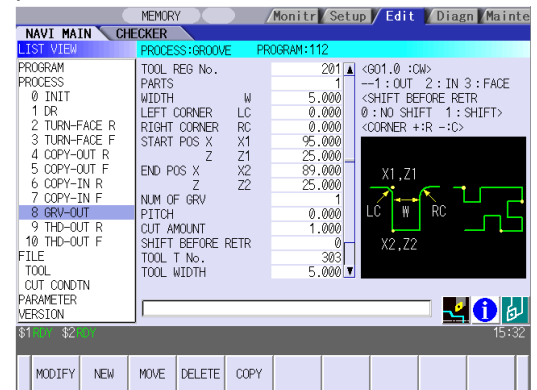 MEMORY Monitr Setup Edit Diagn Mainte
NAVI MAIN CHECKER
LIST VIEW PROCESS:GROOVE PROGRAM:112
PROGRAM
PROCESS
0 INIT
1 DR
2 TURN-FACE R
3 TURN-FACE F
4 COPY-OUT R
5 COPY-OUT F
6 COPY-IN R
7 COPY-IN F
8 GRV-OUT
9 THD-OUT R
10 THD-OUT F
FILE
TOOL
CUT CONDTN
PARAMETER
VERSION
TOOL REG No. 201
PARTS 1
WIDTH W 5.000
LEFT CORNER LC 0.000
RIGHT CORNER RC 0.000
START POS X X1 95.000
Z Z1 25.000
END POS X X2 89.000
Z Z2 25.000
NUM OF GRV 1
PITCH 0.000
CUT AMOUNT 1.000
SHIFT BEFORE RETR 0
TOOL T No. 303
TOOL WIDTH 5.000
<G01.0 :CW>
--1 : OUT 2 : IN 3 : FACE
<SHIFT BEFORE RETR
0 : NO SHIFT 1 : SHIFT>
<CORNER +:R -:C>
X1,Z1
LC W RC
X2,Z2
$1 RDY $2 RDY 15:32
MODIFY NEW MOVE DELETE COPY